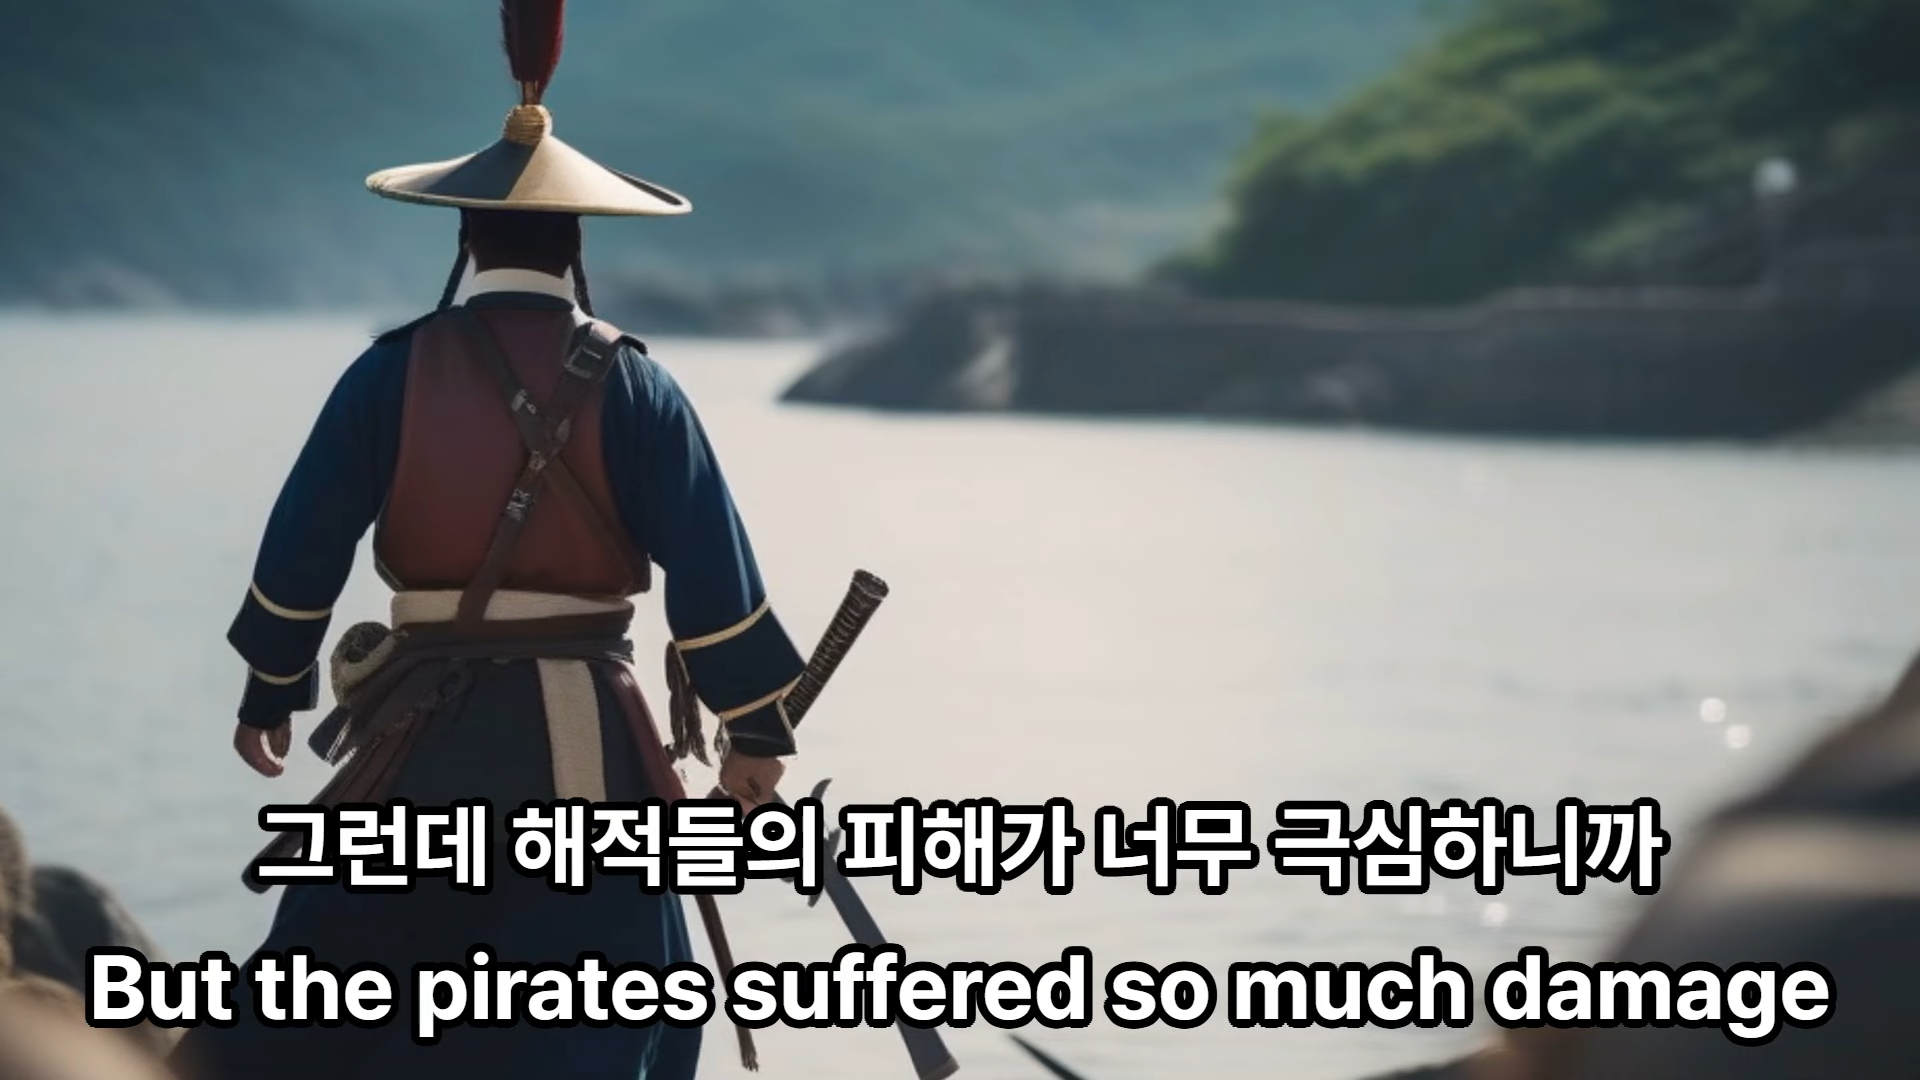 그런데 해적들의 피해가 너무 극심하니까
But the pirates suffered so much damage